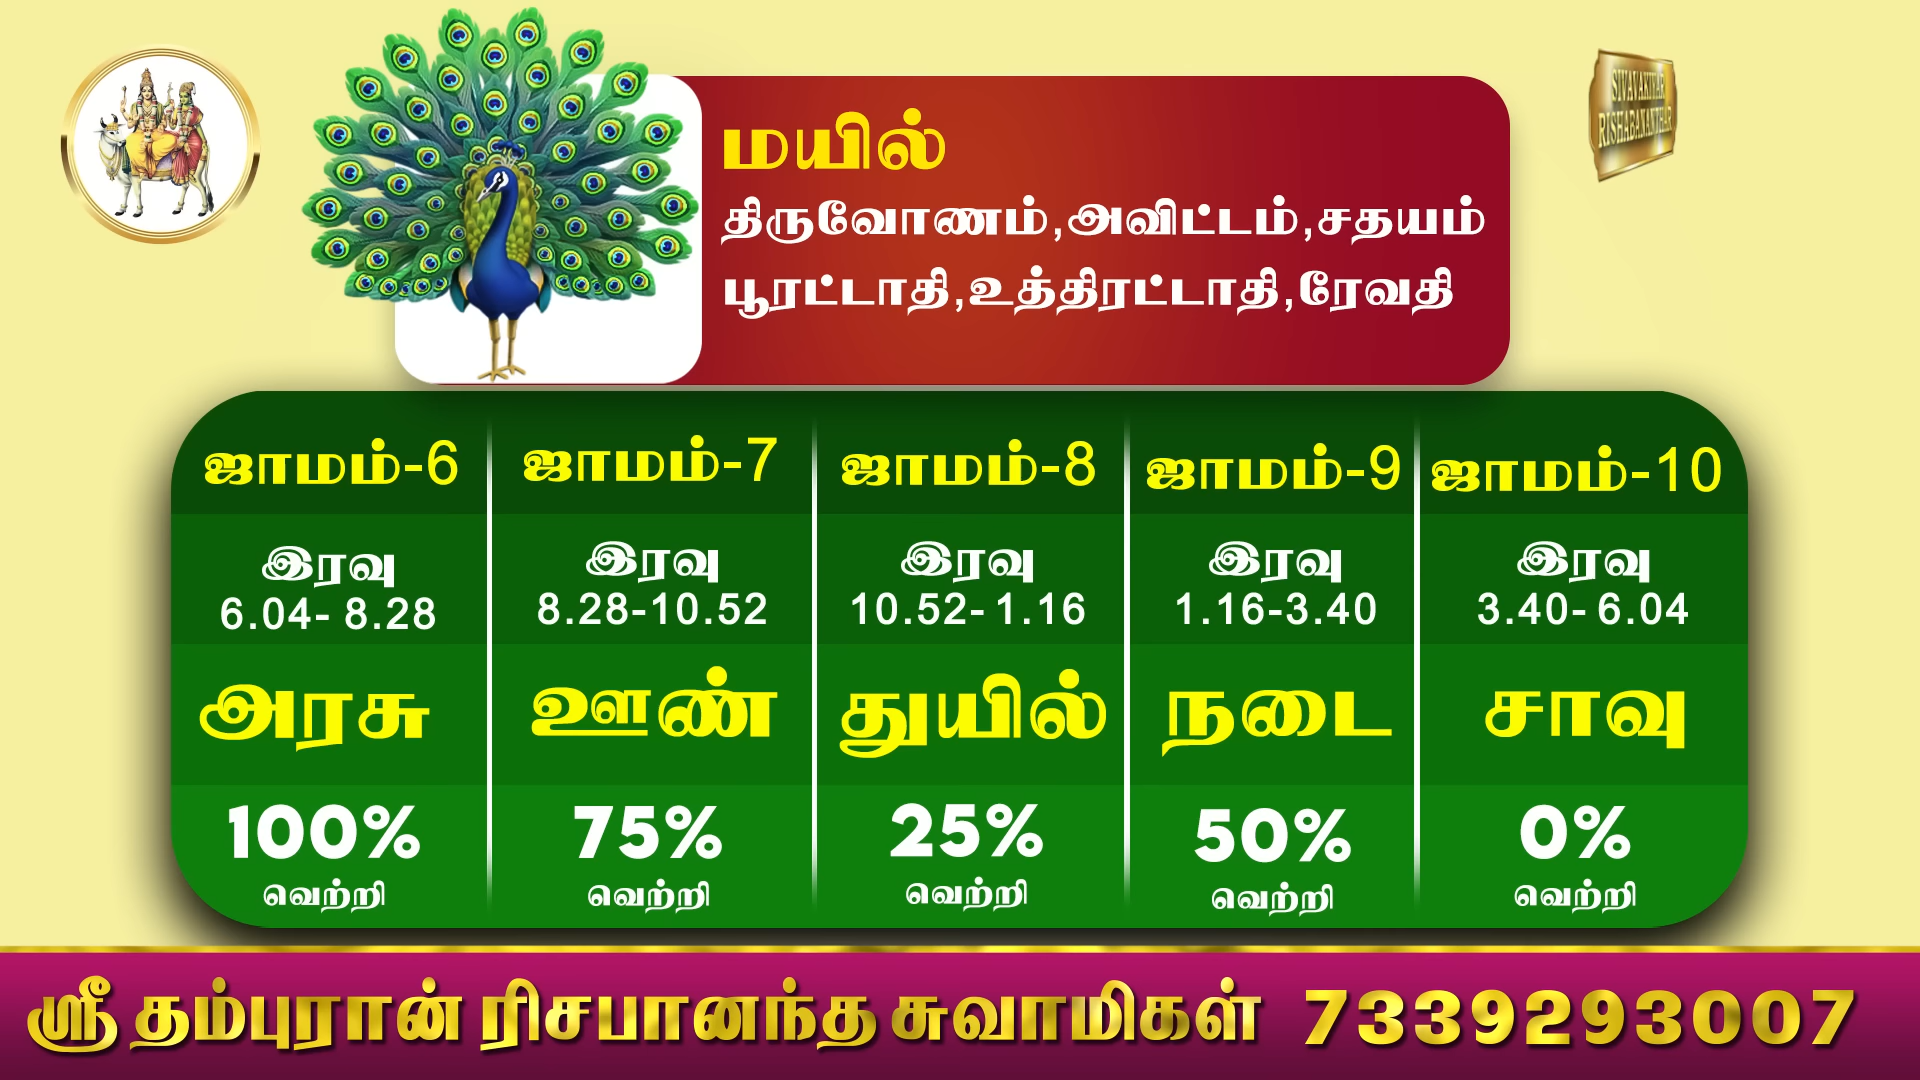 SIVAVAKIYAR
RISHABANANTHAR
மயில்
திருவோணம்,அவிட்டம்,சதயம்
பூரட்டாதி,உத்திரட்டாதி,ரேவதி
ஜாமம்-6
இரவு
6.04- 8.28
அரசு
100%
வெற்றி
ஜாமம்-7
இரவு
8.28-10.52
ஊண்
75%
வெற்றி
ஜாமம்-8
இரவு
10.52- 1.16
துயில்
25%
வெற்றி
ஜாமம்-9
இரவு
1.16-3.40
நடை
50%
வெற்றி
ஜாமம்-10
இரவு
3.40- 6.04
சாவு
0%
வெற்றி
ஸ்ரீ தம்புரான் ரிசபானந்த சுவாமிகள் 7339293007